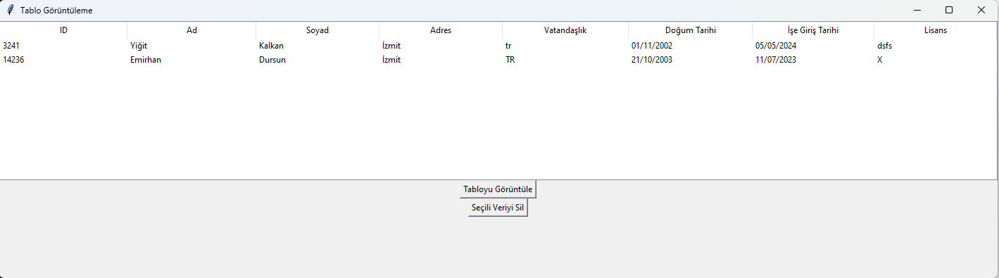 Tablo Görüntüleme
ID Ad Soyad Adres Vatandaşlık Doğum Tarihi İşe Giriş Tarihi Lisans
3241 Yiğit Kalkan İzmit tr 01/11/2002 05/05/2024 dsfs
14236 Emirhan Dursun İzmit TR 21/10/2003 11/07/2023 X
Tabloyu Görüntüle
Seçili Veriyi Sil